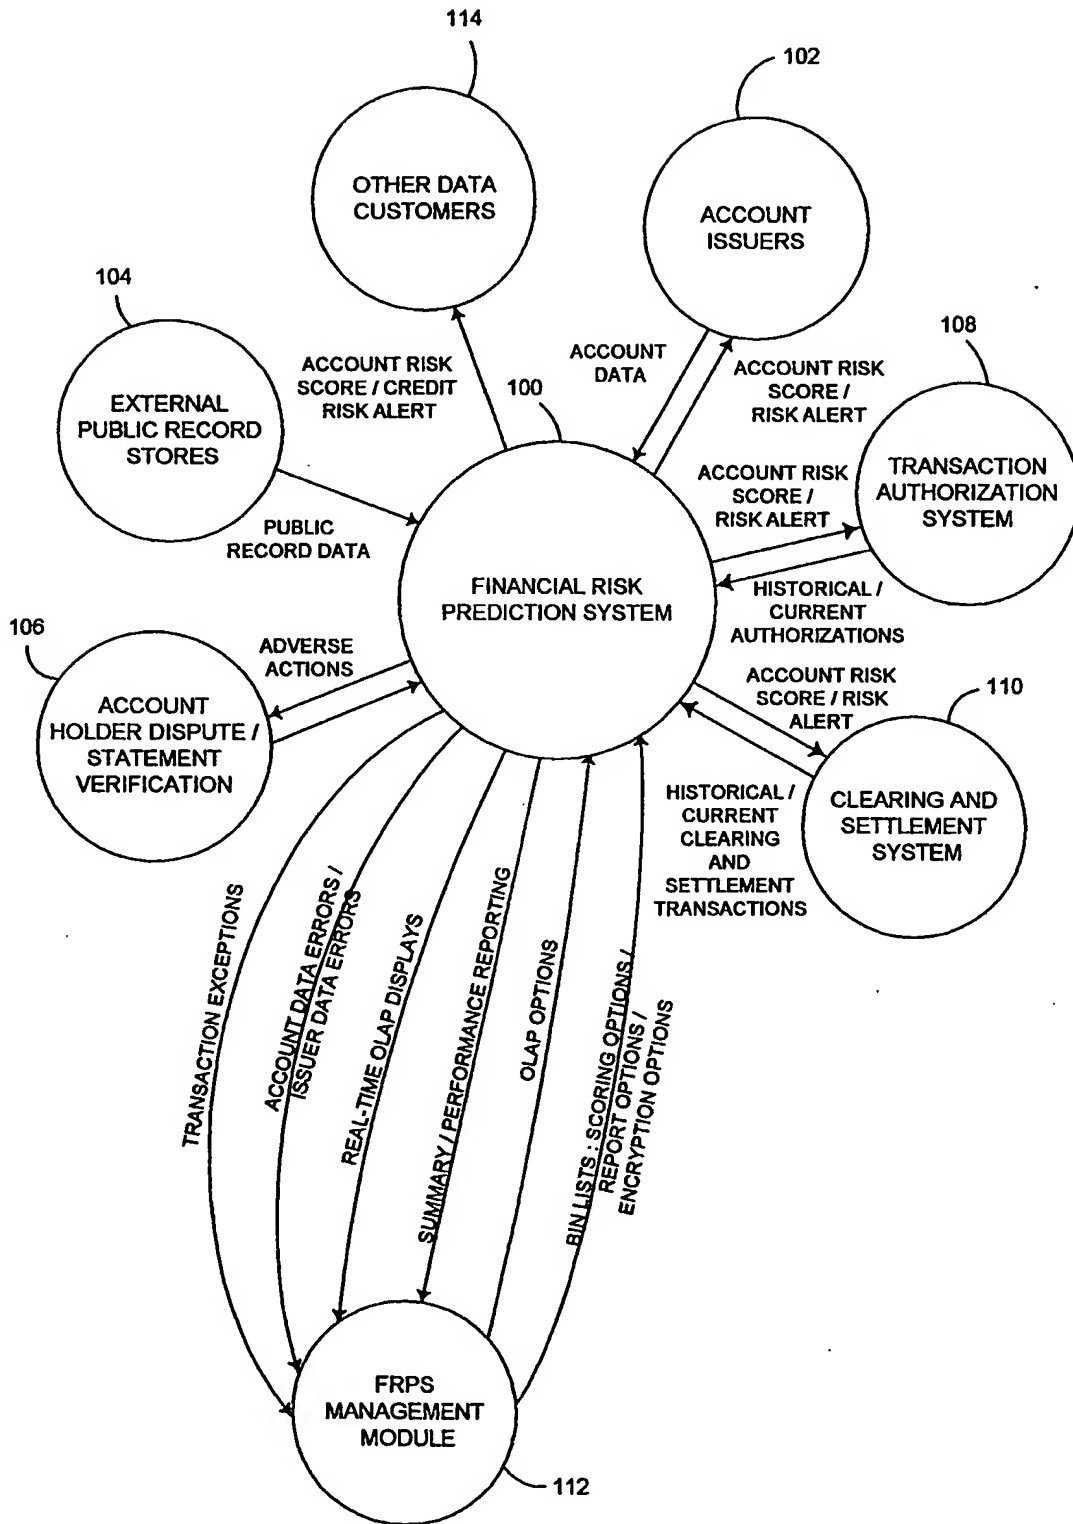 114
102
OTHER DATA
CUSTOMERS
ACCOUNT
ISSUERS
104
108
EXTERNAL
PUBLIC RECORD
STORES
ACCOUNT RISK
SCORE / CREDIT
RISK ALERT
100
ACCOUNT
DATA
ACCOUNT RISK
SCORE /
RISK ALERT
TRANSACTION
AUTHORIZATION
SYSTEM
ACCOUNT RISK
SCORE /
RISK ALERT
PUBLIC
RECORD DATA
FINANCIAL RISK
PREDICTION SYSTEM
HISTORICAL /
CURRENT
AUTHORIZATIONS
106
ADVERSE
ACTIONS
ACCOUNT
HOLDER DISPUTE /
STATEMENT
VERIFICATION
ACCOUNT RISK
SCORE / RISK
ALERT
110
HISTORICAL /
CURRENT
CLEARING
AND
SETTLEMENT
TRANSACTIONS
CLEARING AND
SETTLEMENT
SYSTEM
TRANSACTION EXCEPTIONS
ACCOUNT DATA ERRORS /
ISSUER DATA ERRORS
REAL-TIME OLAP DISPLAYS
SUMMARY / PERFORMANCE REPORTING
OLAP OPTIONS
BIN LISTS : SCORING OPTIONS /
REPORT OPTIONS /
ENCRYPTION OPTIONS
FRPS
MANAGEMENT
MODULE
112